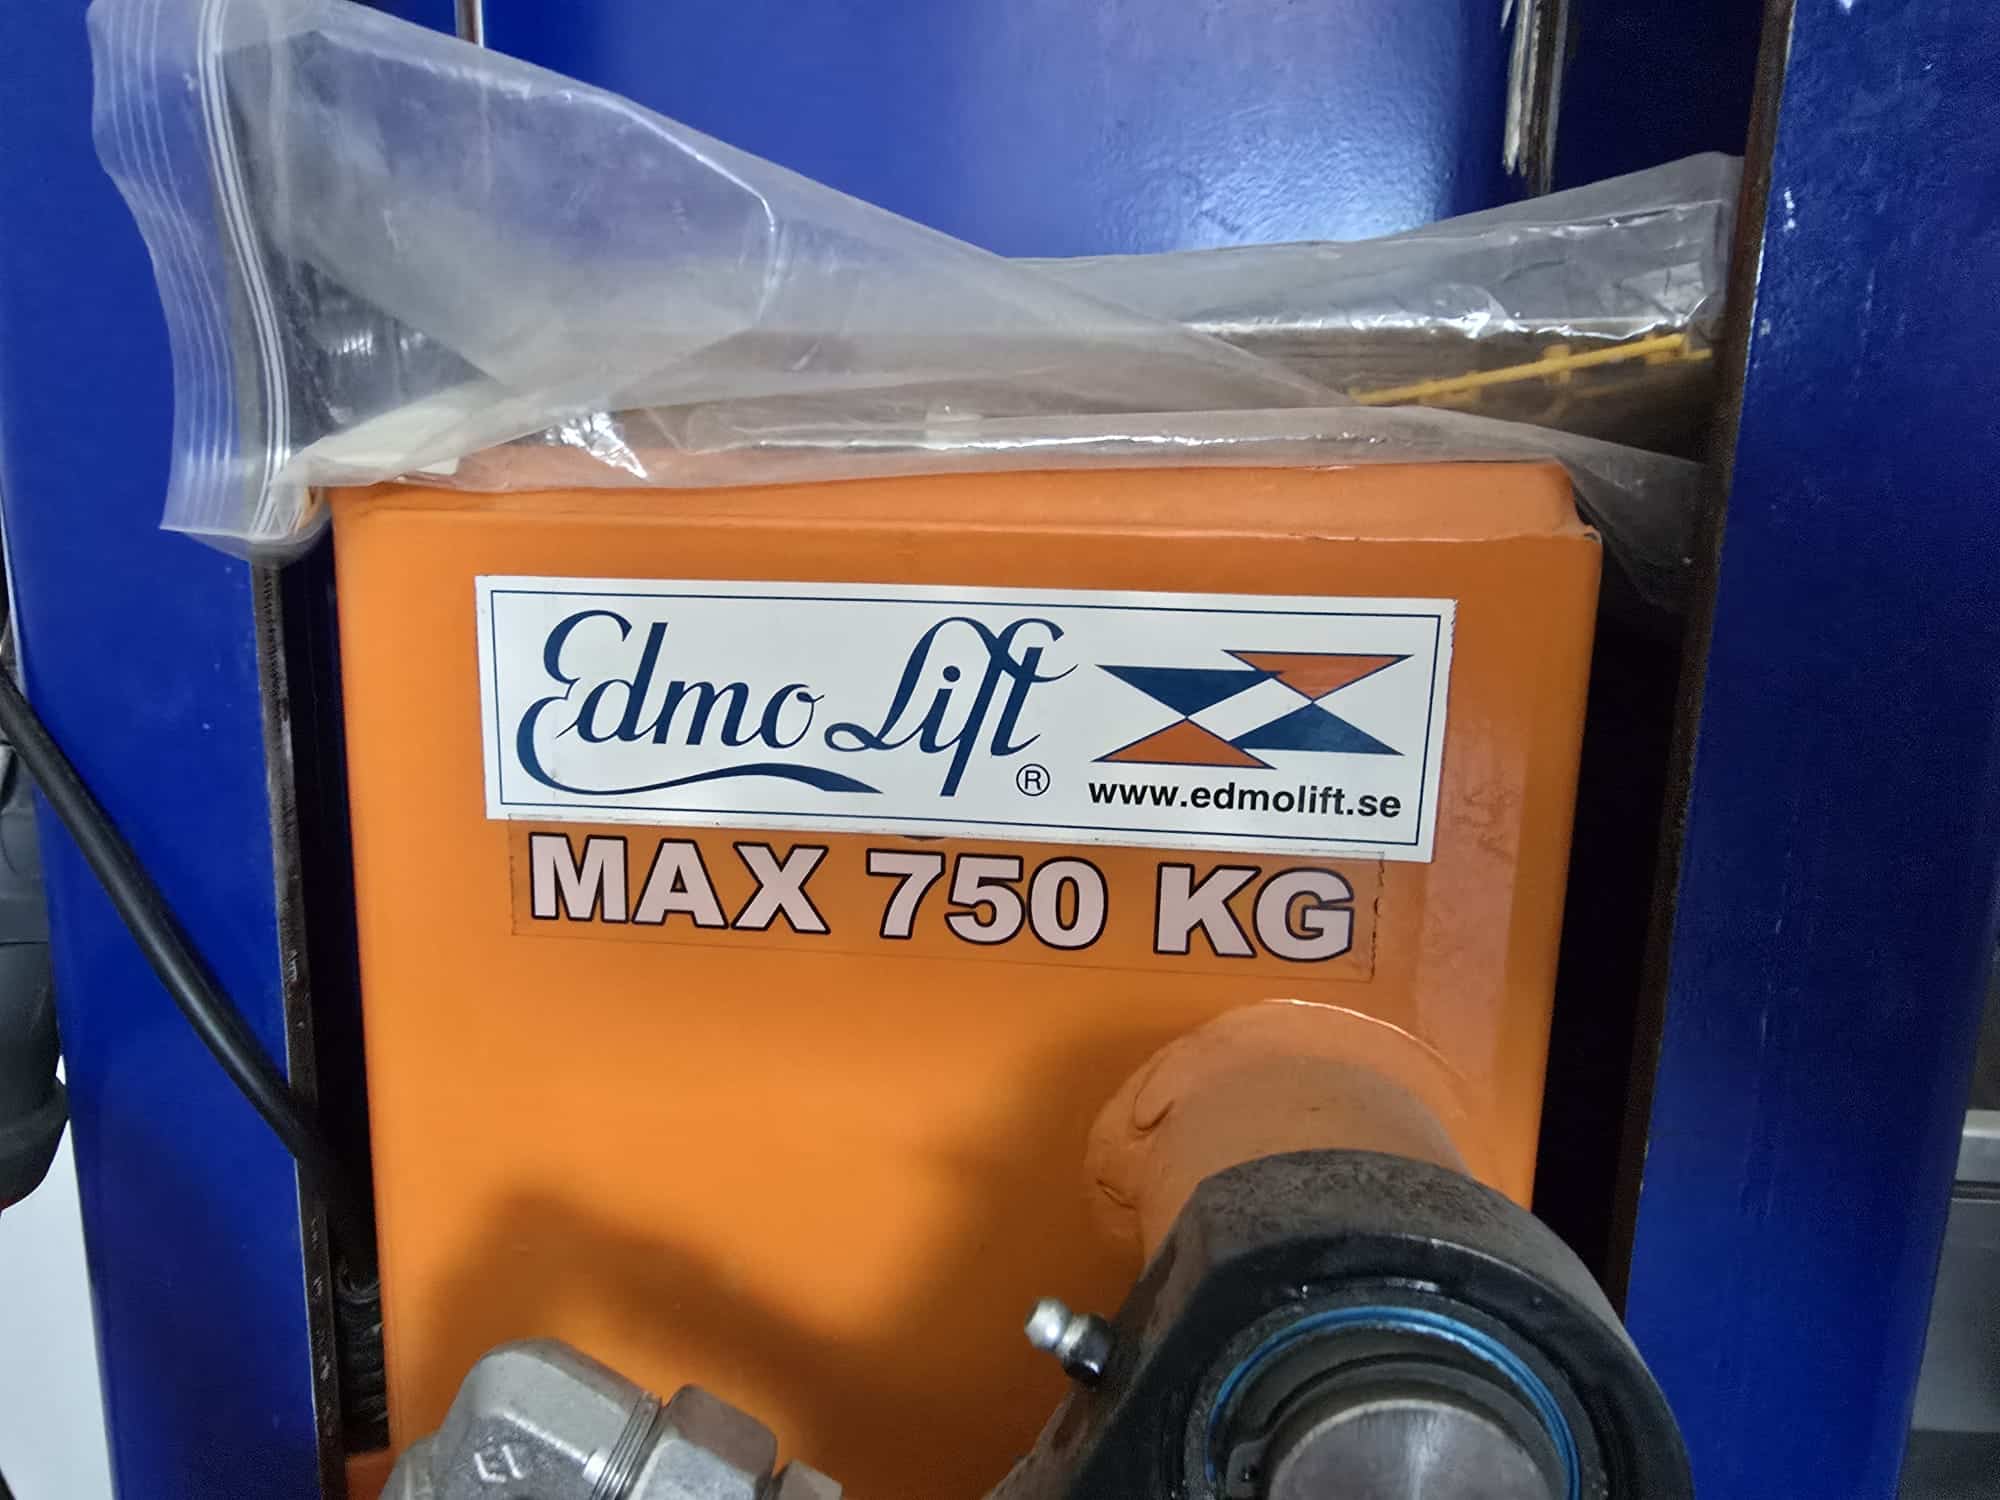 Edmo Lift ®
www.edmolift.se
MAX 750 KG